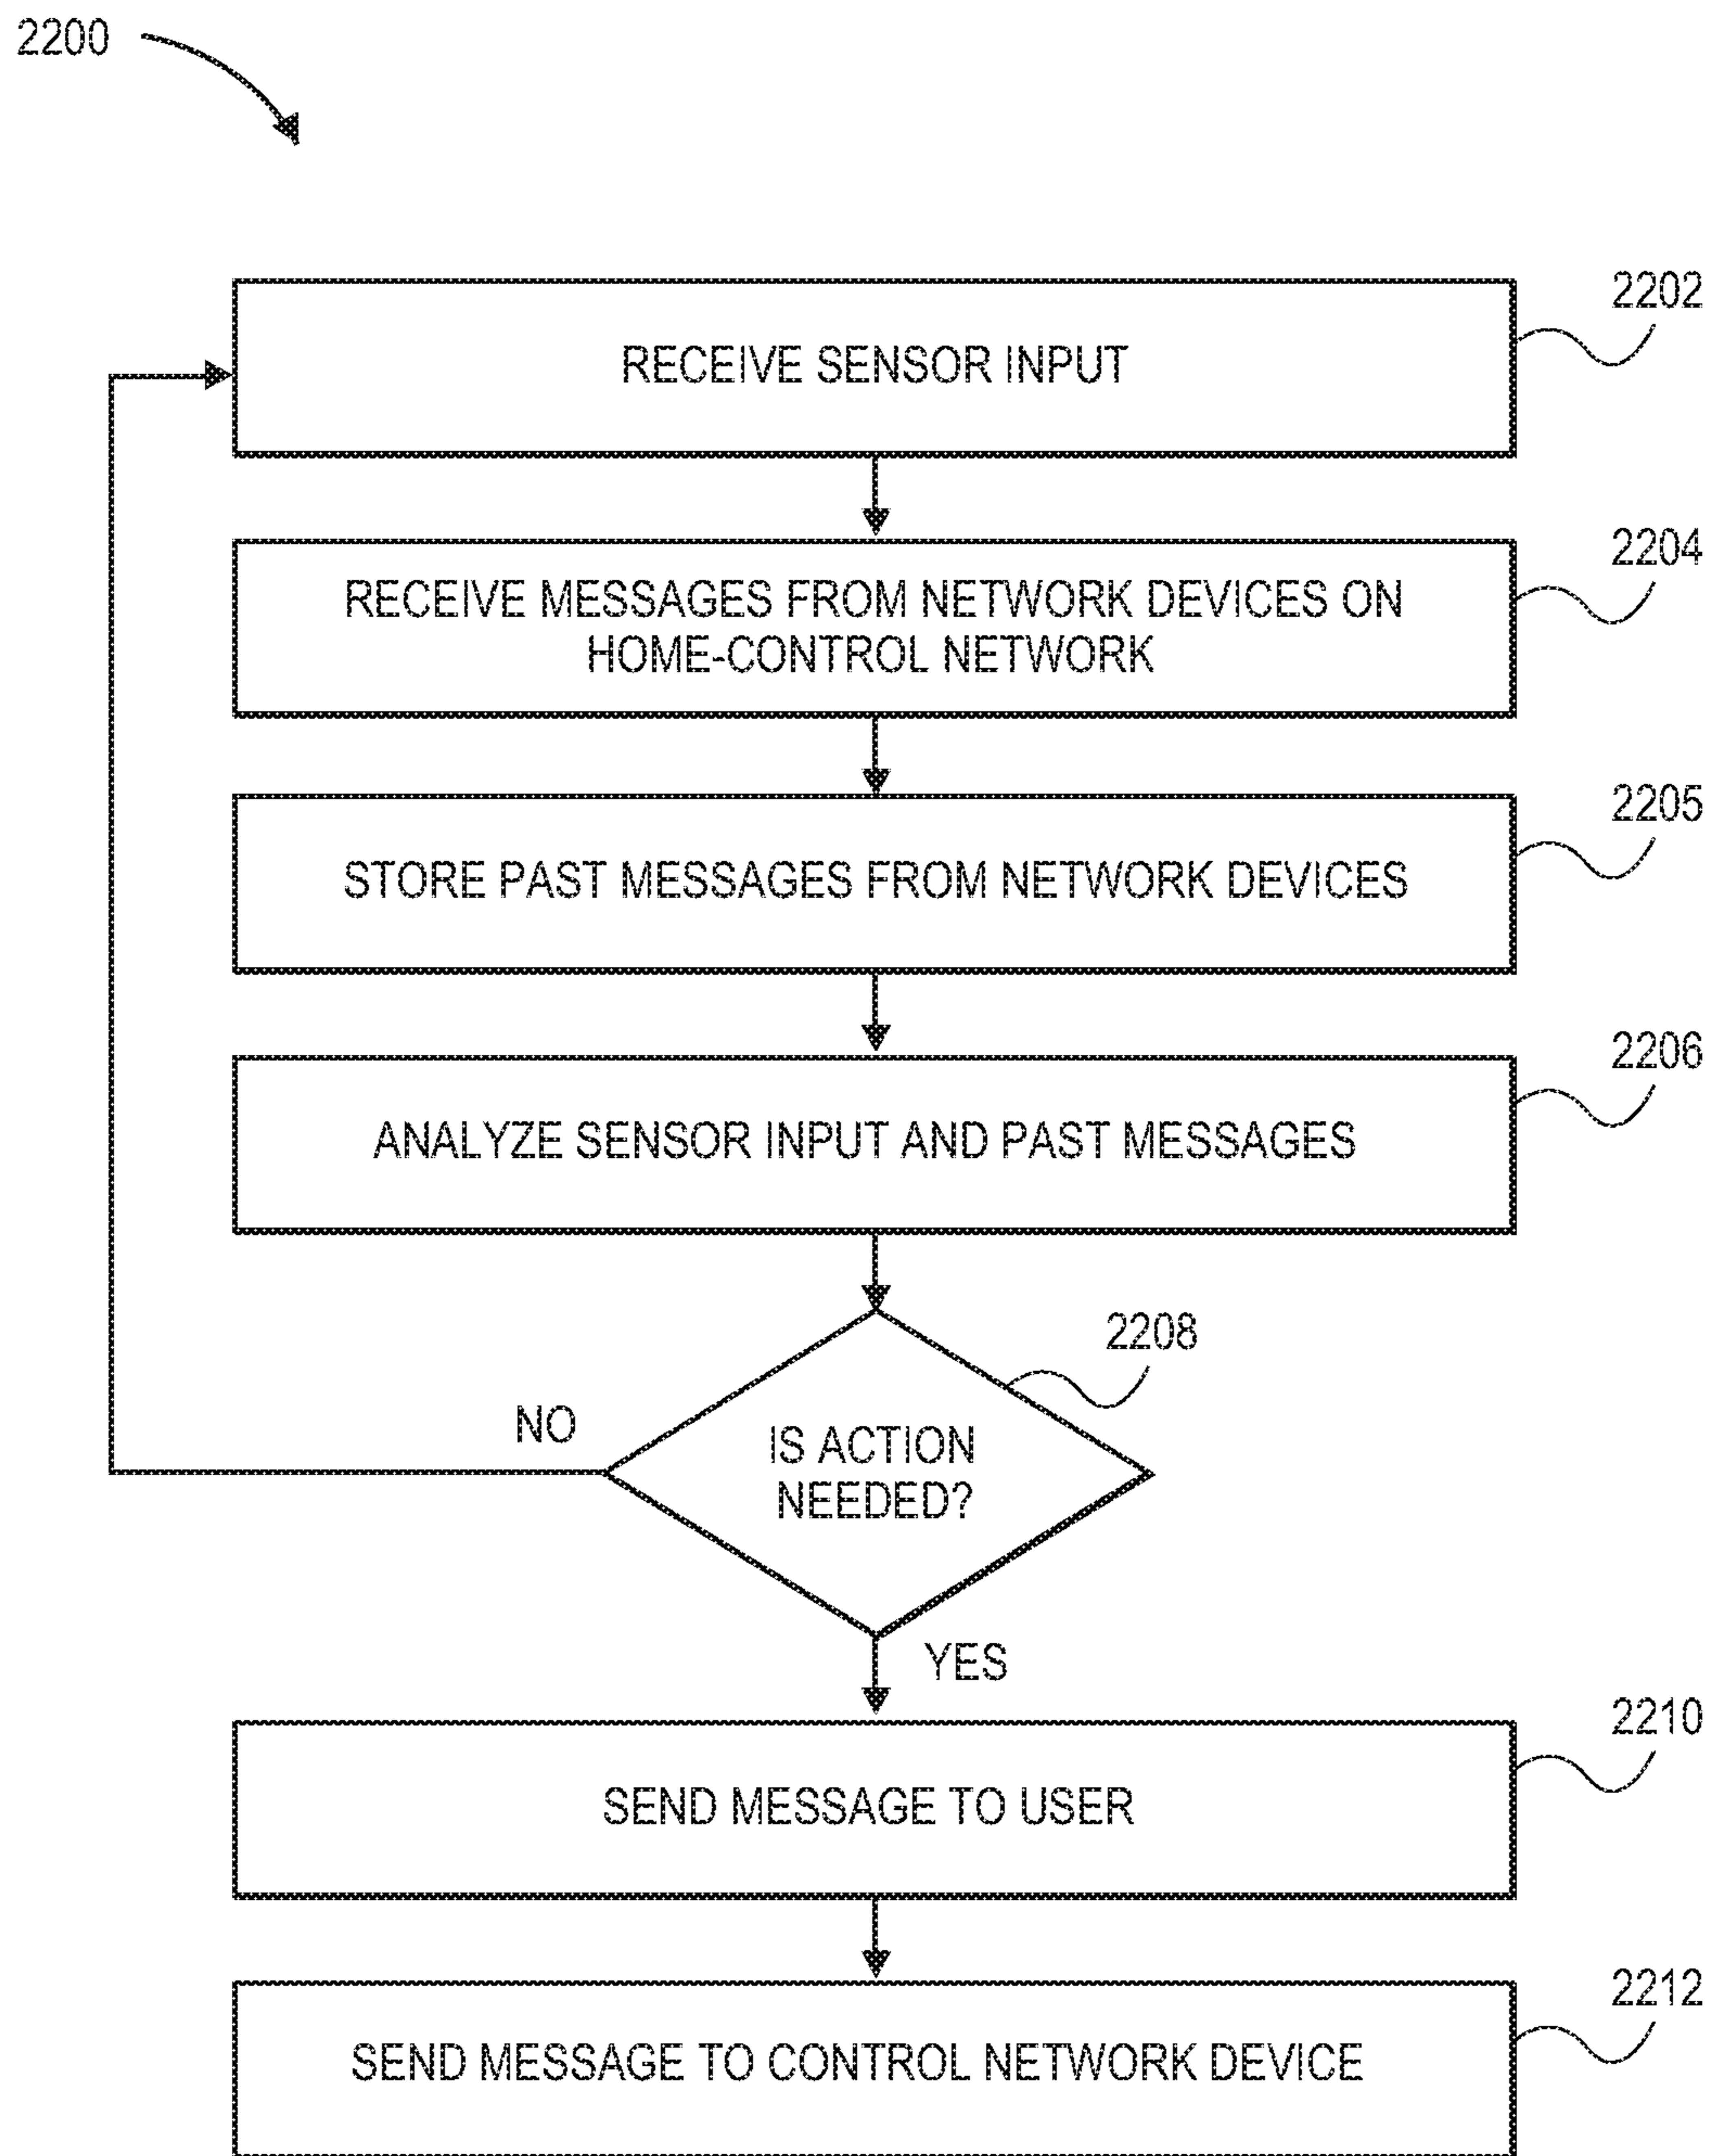 2200
2202
RECEIVE SENSOR INPUT
2204
RECEIVE MESSAGES FROM NETWORK DEVICES ON
HOME-CONTROL NETWORK
2205
STORE PAST MESSAGES FROM NETWORK DEVICES
2206
ANALYZE SENSOR INPUT AND PAST MESSAGES
2208
NO
IS ACTION
NEEDED?
YES
2210
SEND MESSAGE TO USER
2212
SEND MESSAGE TO CONTROL NETWORK DEVICE